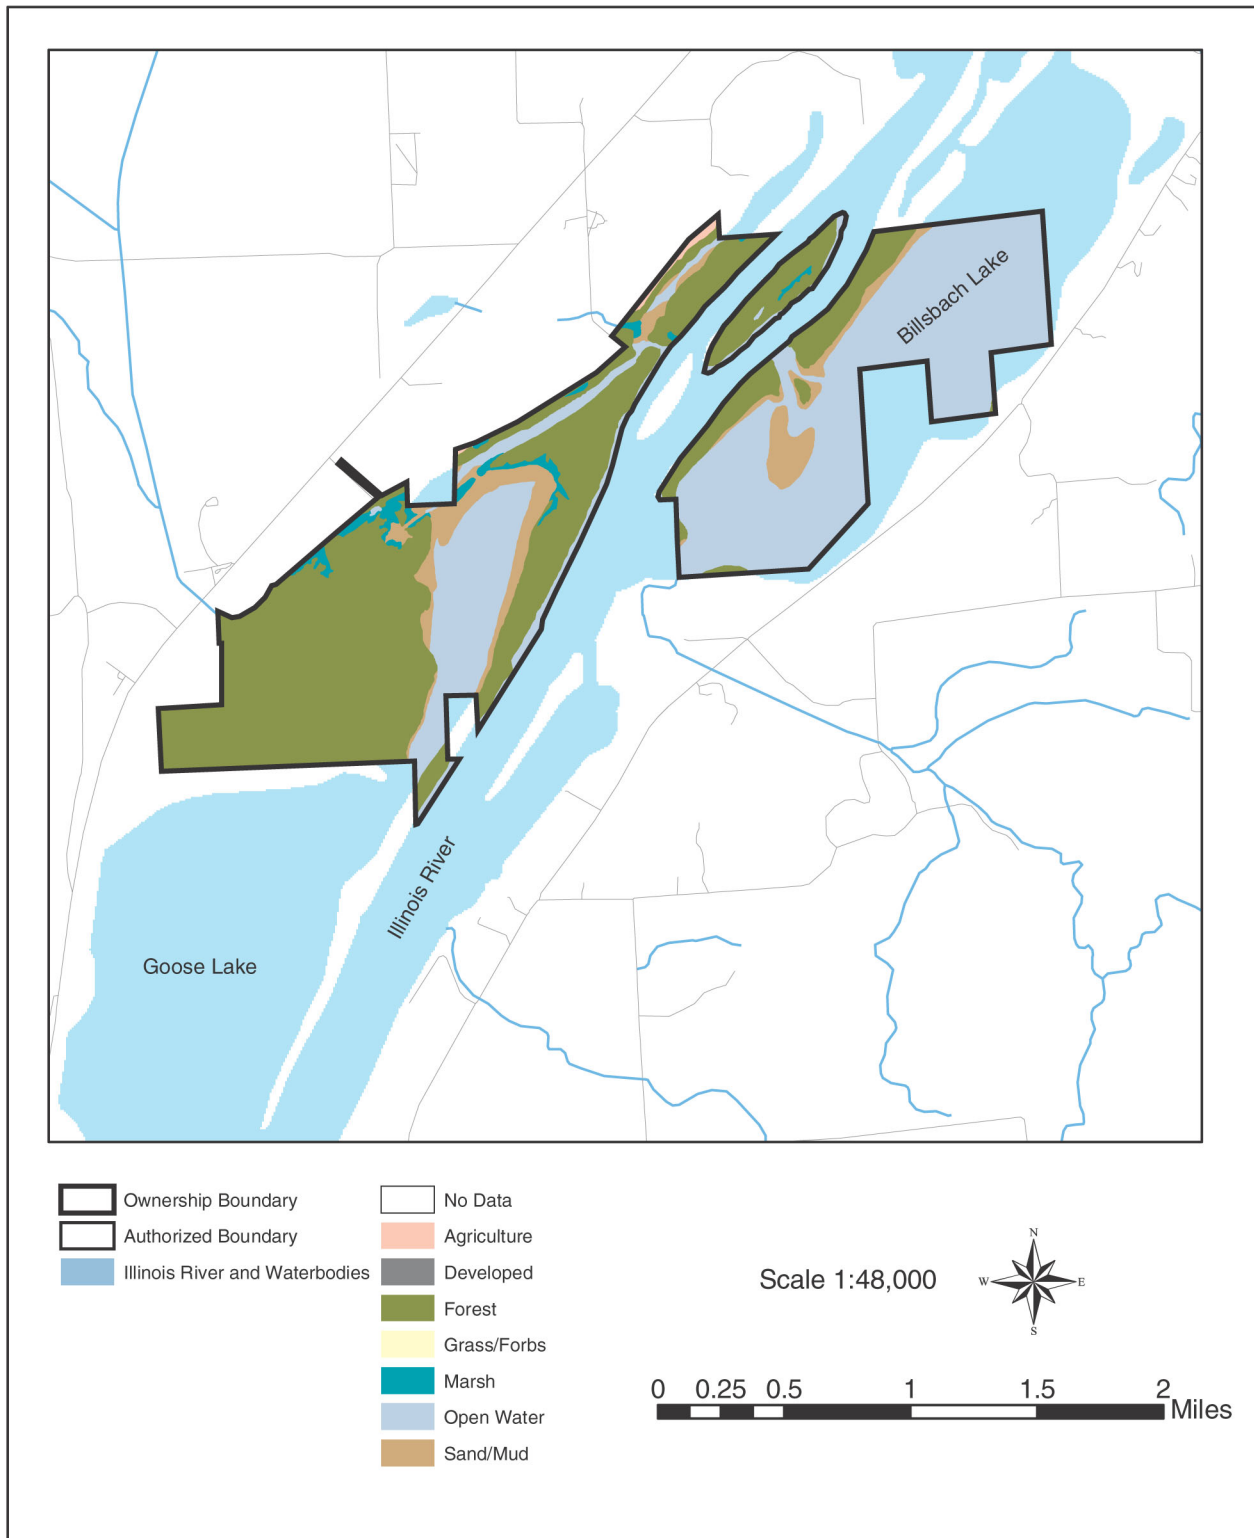 Billsbach Lake
Illinois River
Goose Lake
Ownership Boundary
Authorized Boundary
Illinois River and Waterbodies
No Data
Agriculture
Developed
Forest
Grass/Forbs
Marsh
Open Water
Sand/Mud
Scale 1:48,000
N
W E
S
0 0.25 0.5 1 1.5 2
Miles